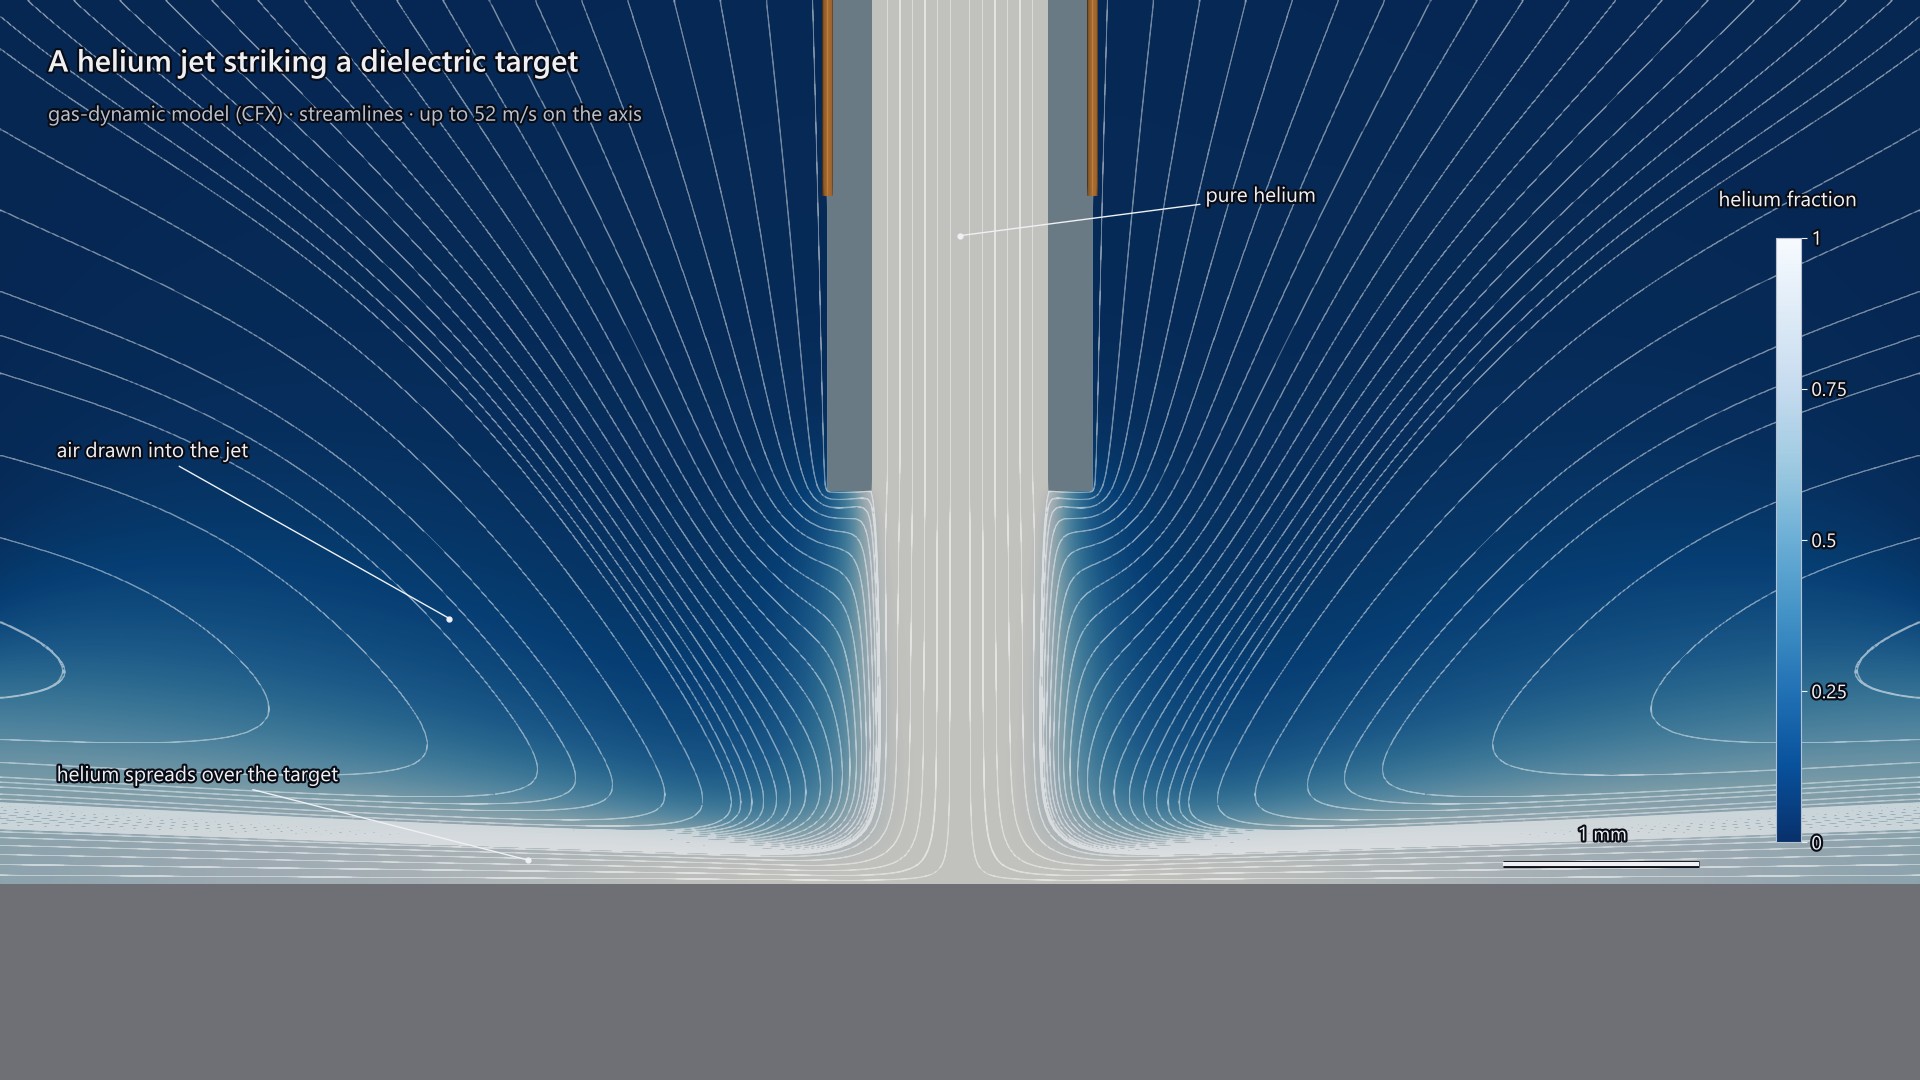 A helium jet striking a dielectric target
gas-dynamic model (CFX) · streamlines · up to 52 m/s on the axis
pure helium
helium fraction
1
0.75
air drawn into the jet
0.5
0.25
helium spreads over the target
1 mm
0